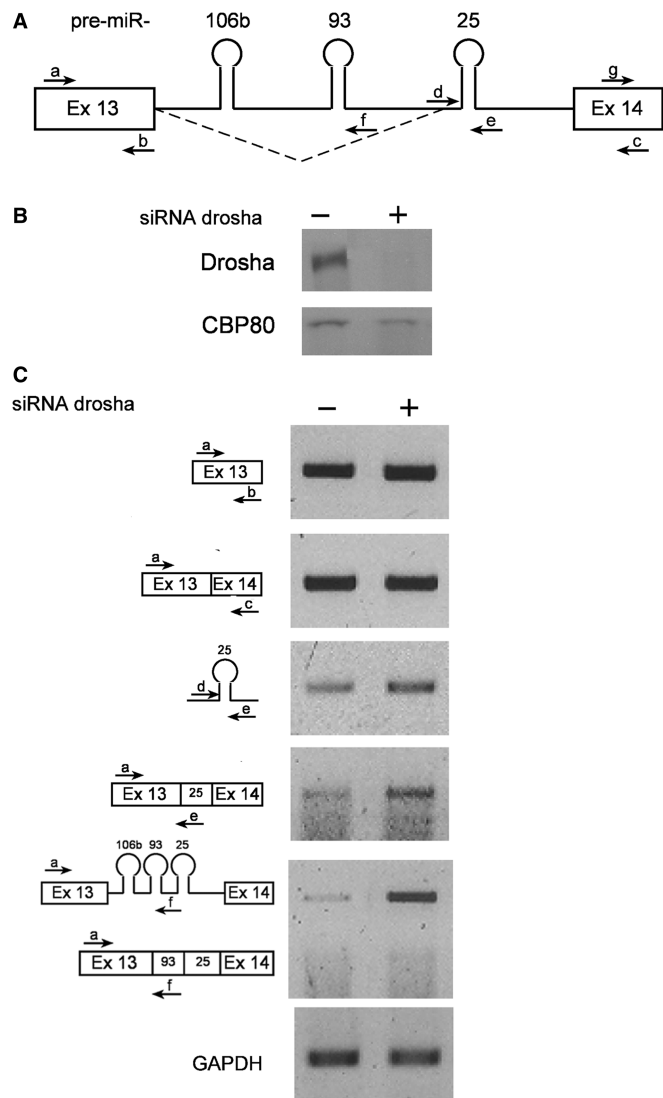 A
pre-miR- 106b 93 25
a d g
Ex 13 Ex 14
b f e c
B
siRNA drosha − +
Drosha
CBP80
C
siRNA drosha − +
a
Ex 13
b
a
Ex 13 Ex 14
c
25
d
e
a
Ex 13 25 Ex 14
e
106b 93 25
a
Ex 13 Ex 14
f
a
Ex 13 93 25 Ex 14
f
GAPDH